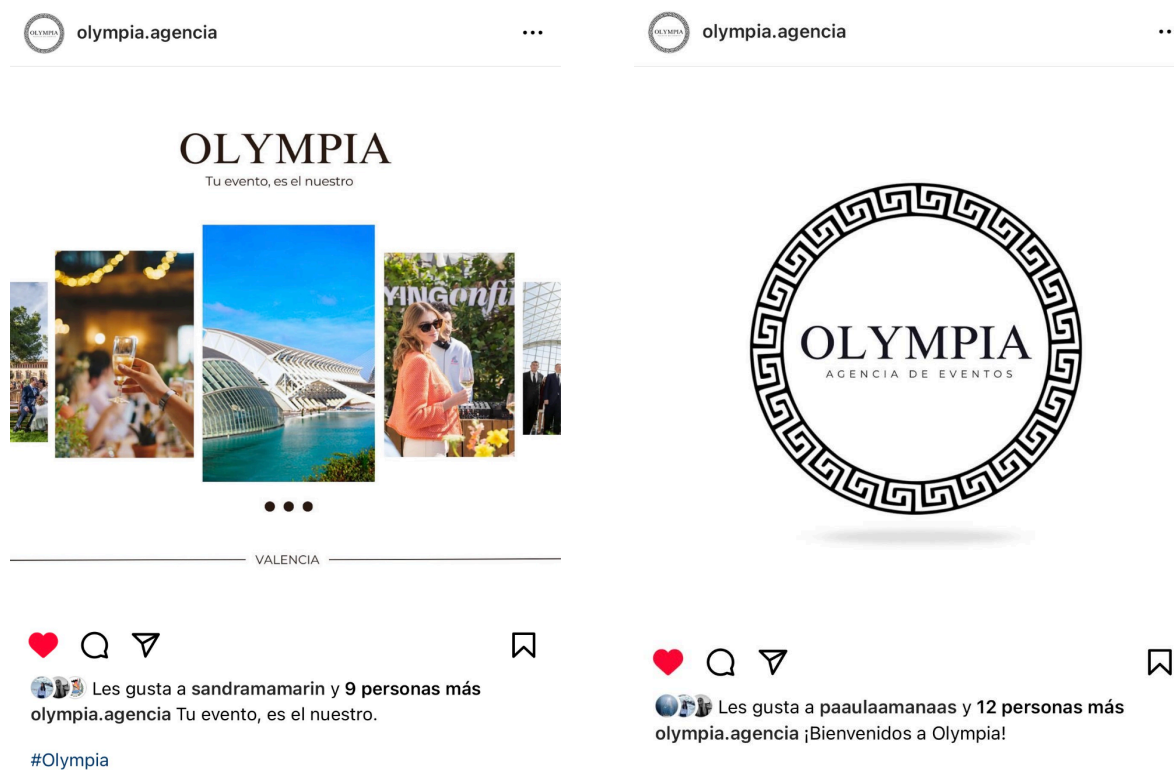 OLYMPIA
olympia.agencia
OLYMPIA
Tu evento, es el nuestro
VALENCIA
Les gusta a sandramamarin y 9 personas más
olympia.agencia Tu evento, es el nuestro.
#Olympia
OLYMPIA
olympia.agencia
OLYMPIA
AGENCIA DE EVENTOS
Les gusta a paaulaamanaas y 12 personas más
olympia.agencia ¡Bienvenidos a Olympia!